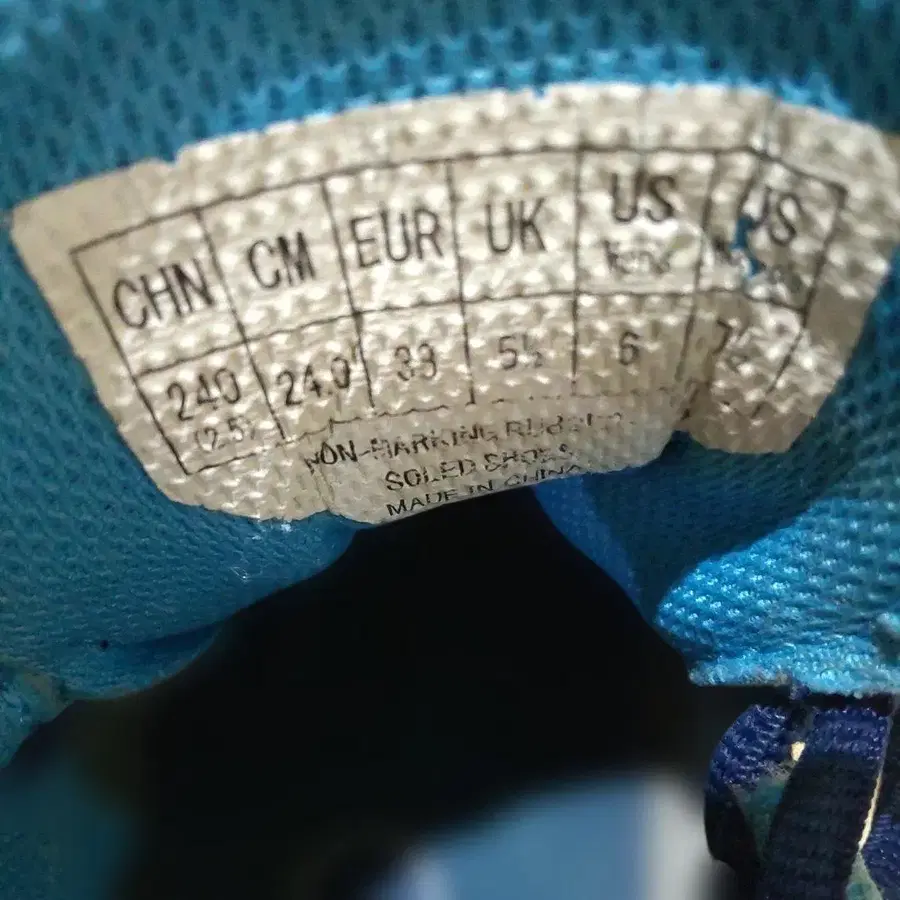 CHN CM EUR UK US US
Mens
240 24.0 38 5½ 6
(2.5)
NON-MARKING RUBBER
SOLED SHOES
MADE IN CHINA